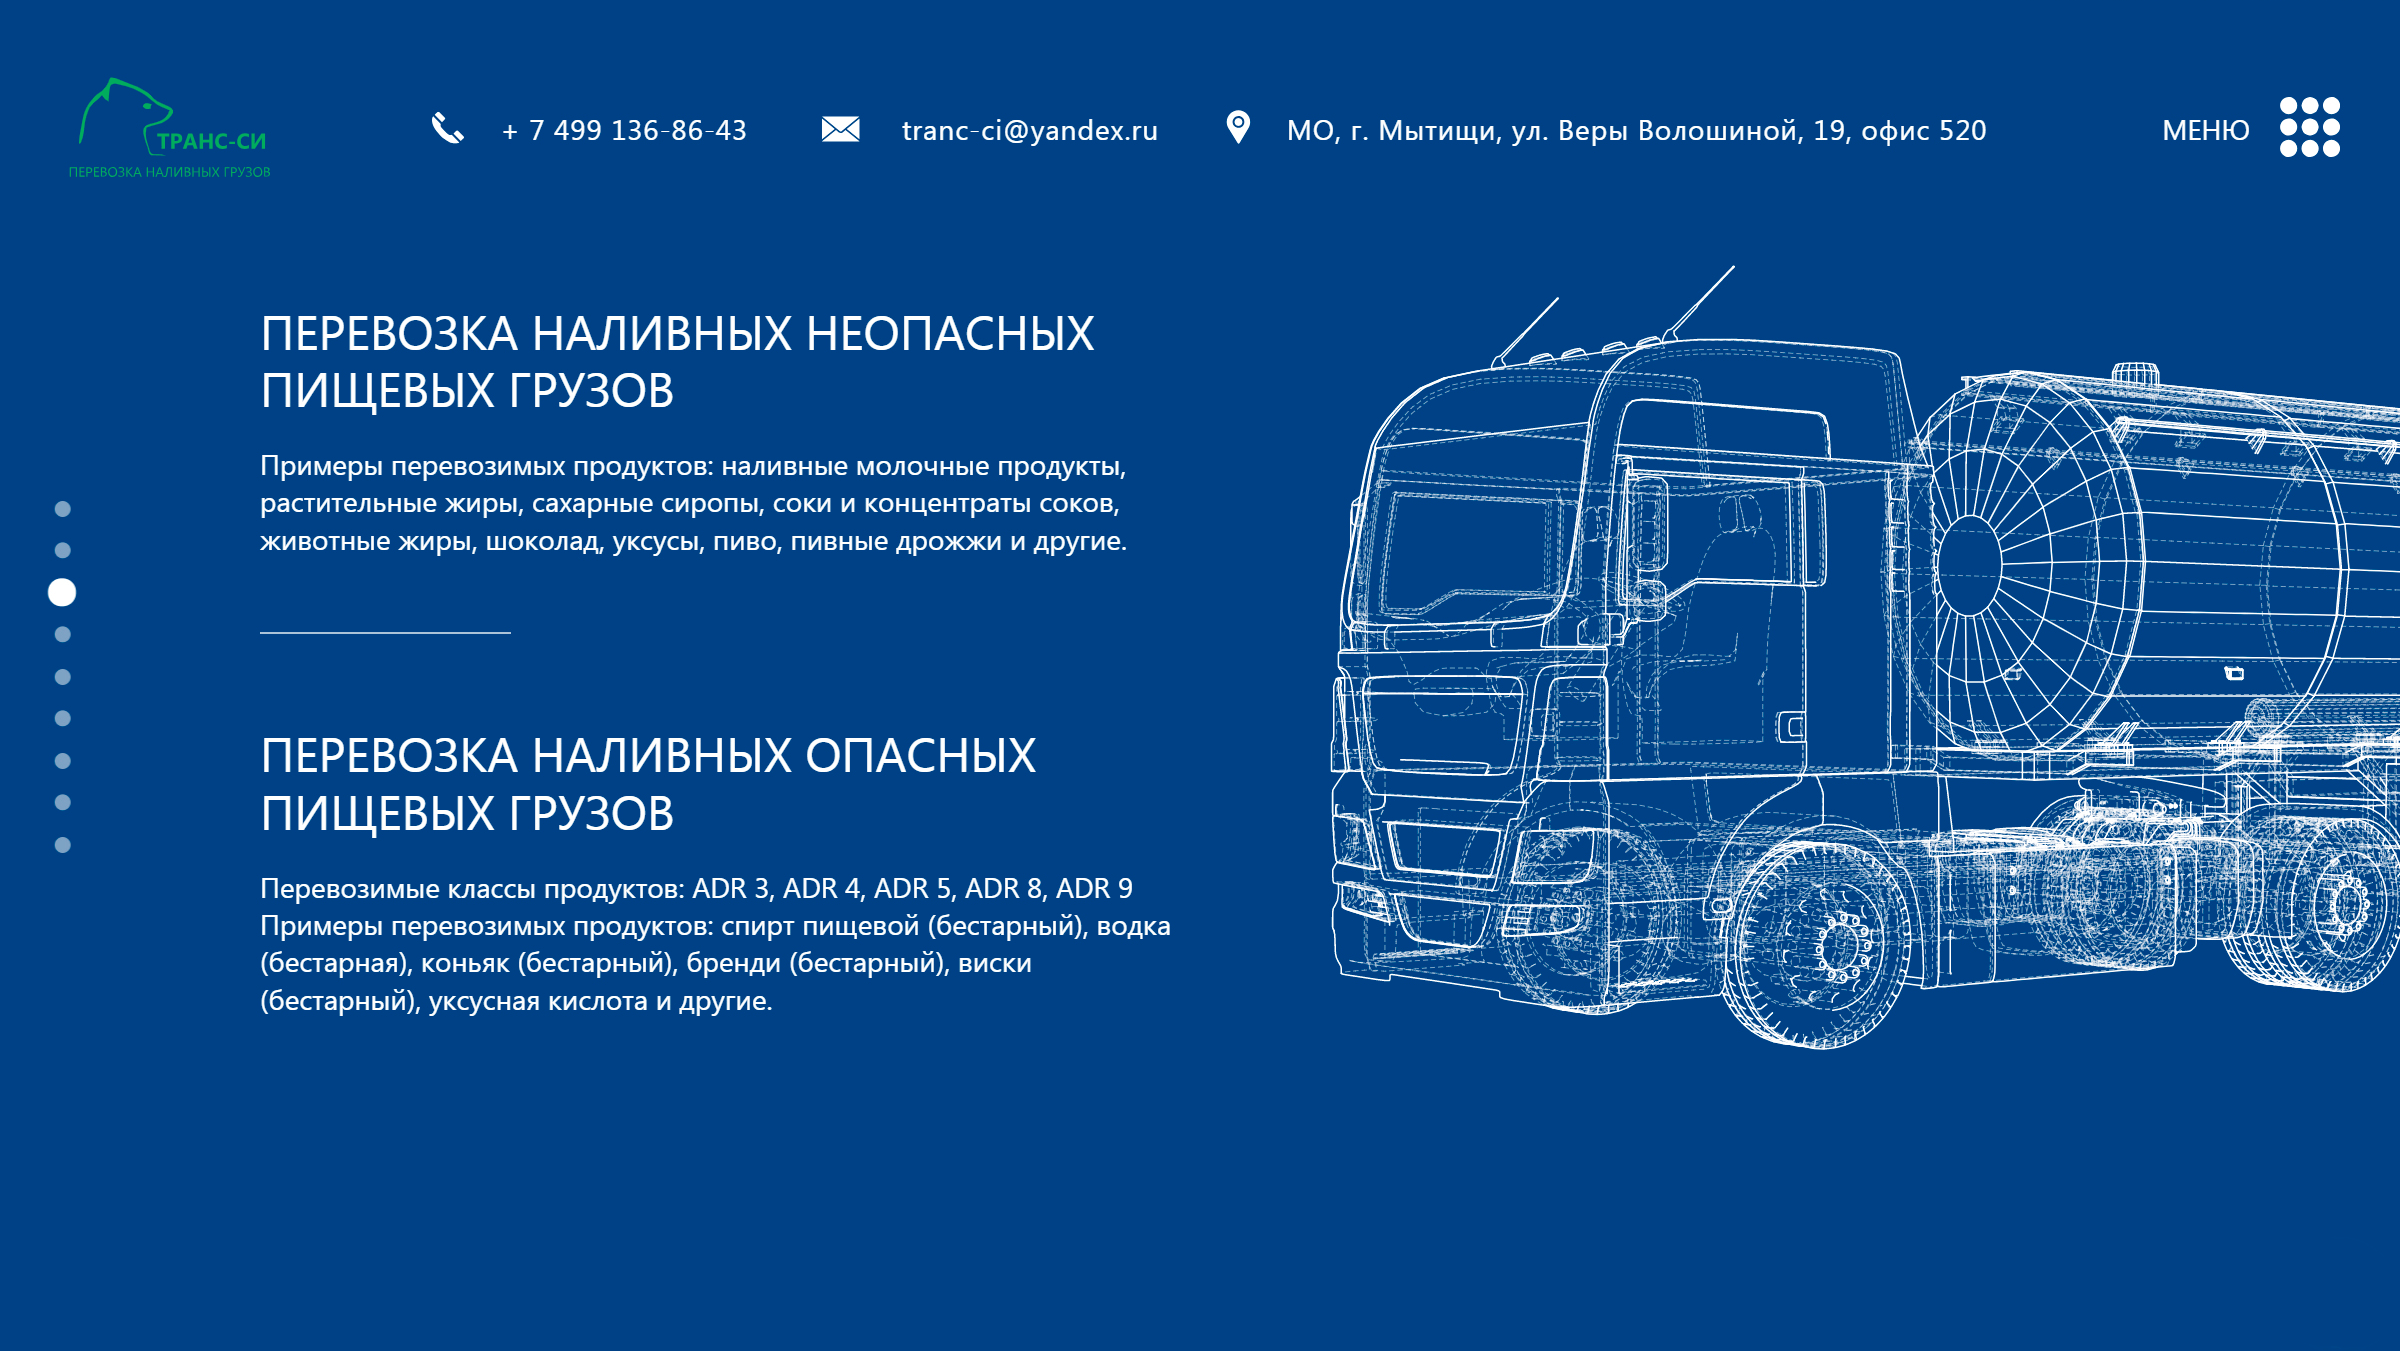 ТРАНС-СИ
ПЕРЕВОЗКА НАЛИВНЫХ ГРУЗОВ
+ 7 499 136-86-43
tranc-ci@yandex.ru
МО, г. Мытищи, ул. Веры Волошиной, 19, офис 520
МЕНЮ
ПЕРЕВОЗКА НАЛИВНЫХ НЕОПАСНЫХ
ПИЩЕВЫХ ГРУЗОВ
Примеры перевозимых продуктов: наливные молочные продукты,
растительные жиры, сахарные сиропы, соки и концентраты соков,
животные жиры, шоколад, уксусы, пиво, пивные дрожжи и другие.
ПЕРЕВОЗКА НАЛИВНЫХ ОПАСНЫХ
ПИЩЕВЫХ ГРУЗОВ
Перевозимые классы продуктов: ADR 3, ADR 4, ADR 5, ADR 8, ADR 9
Примеры перевозимых продуктов: спирт пищевой (бестарный), водка
(бестарная), коньяк (бестарный), бренди (бестарный), виски
(бестарный), уксусная кислота и другие.